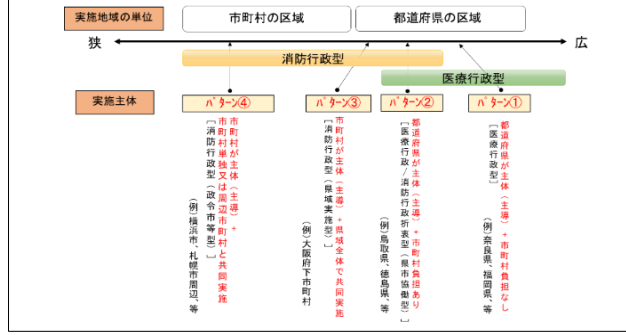 実施地域の単位
市町村の区域
都道府県の区域
狭
広
消防行政型
医療行政型
実施主体
パターン④
パターン③
パターン②
パターン①
市町村が主体(主導)+
市町村単独又は周辺市町村と共同実施
[消防行政型(政令市等型)]
(例)横浜市、札幌市周辺、等
市町村が主体(主導)+県域全体で共同実施
[消防行政型(県域実施型)]
(例)大阪府下市町村
都道府県が主体(主導)+市町村負担あり
[医療行政/消防行政折衷型(県市協働型)]
(例)鳥取県、徳島県、等
都道府県が主体(主導)+市町村負担なし
[医療行政型]
(例)奈良県、福岡県、等